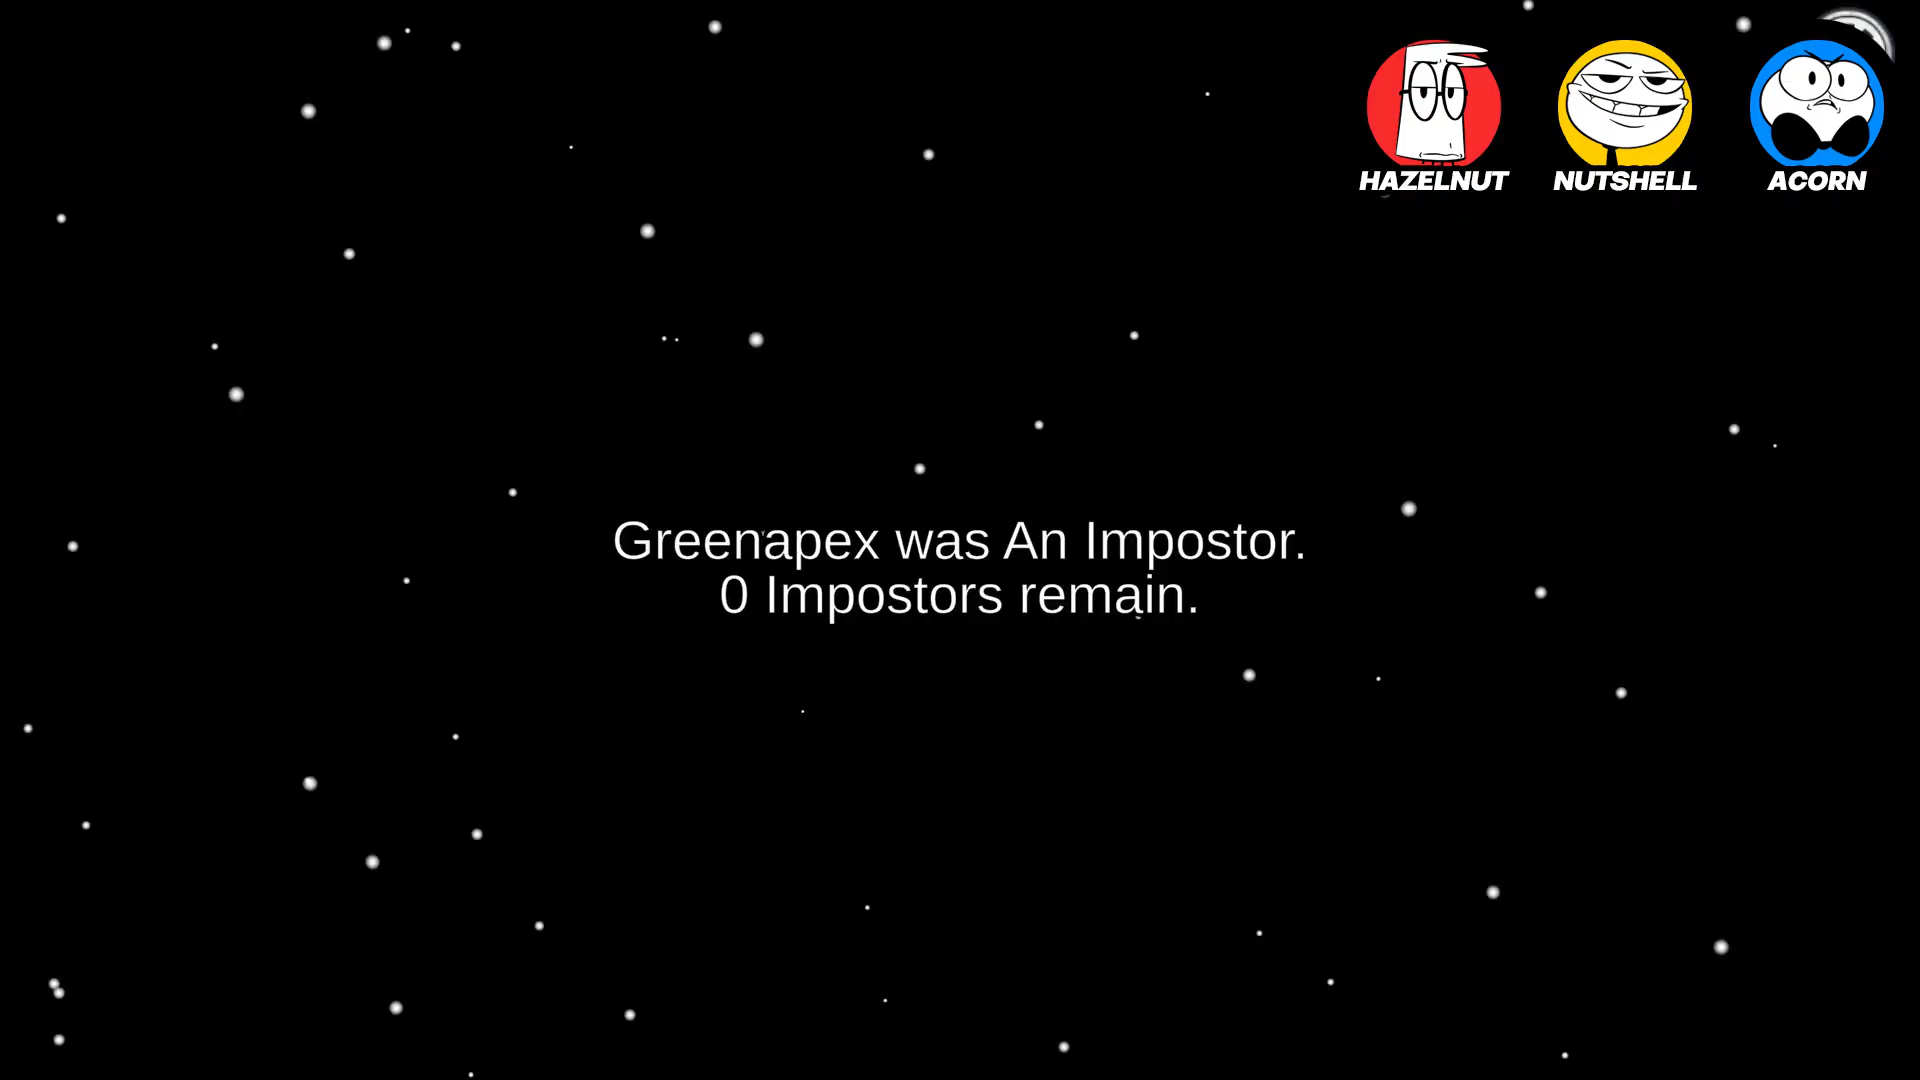 HAZELNUT NUTSHELL ACORN
Greenapex was An Impostor.
0 Impostors remain.